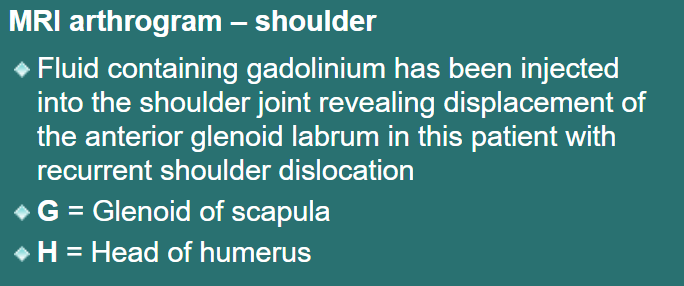 MRI arthrogram – shoulder
Fluid containing gadolinium has been injected
into the shoulder joint revealing displacement of
the anterior glenoid labrum in this patient with
recurrent shoulder dislocation
G = Glenoid of scapula
H = Head of humerus